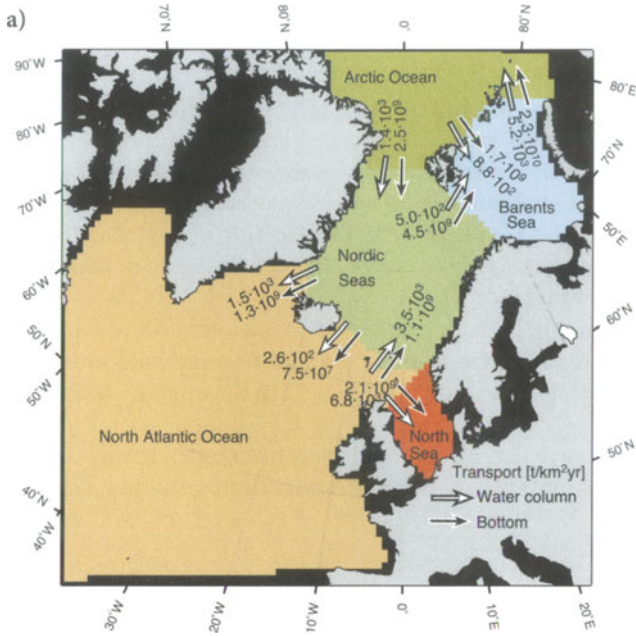 a)
70°N
80°N
0°
80°N
90°W
80°W
70°W
60°W
50°N
50°W
40°N
40°W
80°E
70°N
50°E
60°N
50°N
30°W
20°W
10°W
0°
10°E
20°E
Arctic Ocean
1.4·10³
2.5·10⁹
2.3·10¹⁰
5.2·10³
1.7·10⁹
8.8·10²
Barents
Sea
5.0·10²
4.5·10⁹
Nordic
Seas
1.5·10³
1.3·10⁹
3.5·10³
1.1·10⁹
2.6·10²
7.5·10⁷
2.1·10⁹
6.8·10³
North Atlantic Ocean
North
Sea
Transport [t/km²yr]
Water column
Bottom